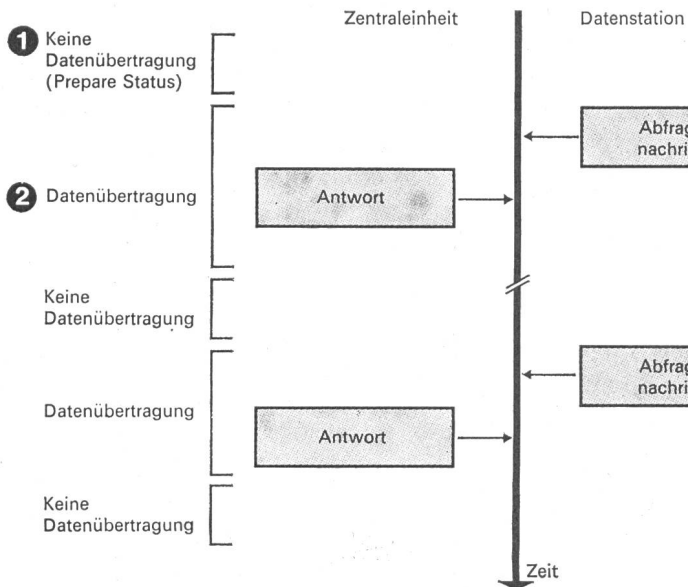 Zentraleinheit
Datenstation
1 Keine
Datenübertragung
(Prepare Status)
2 Datenübertragung
Antwort
Keine
Datenübertragung
Datenübertragung
Antwort
Keine
Datenübertragung
Zeit